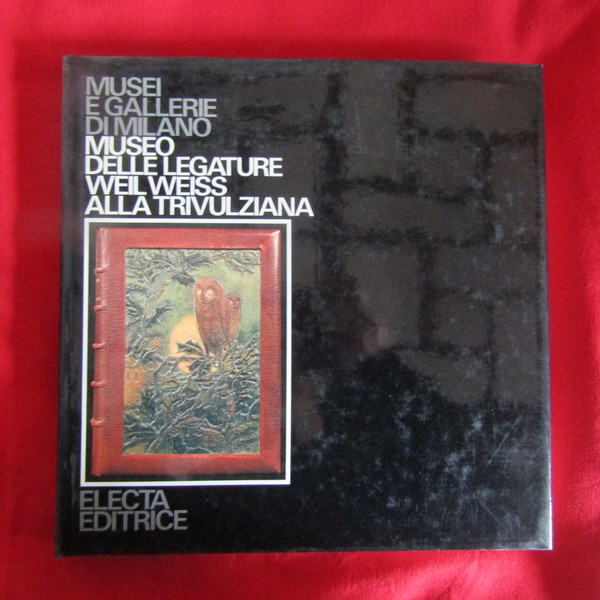 MUSEI
E GALLERIE
DI MILANO
MUSEO
DELLE LEGATURE
WEIL WEISS
ALLA TRIVULZIANA
ELECTA
EDITRICE